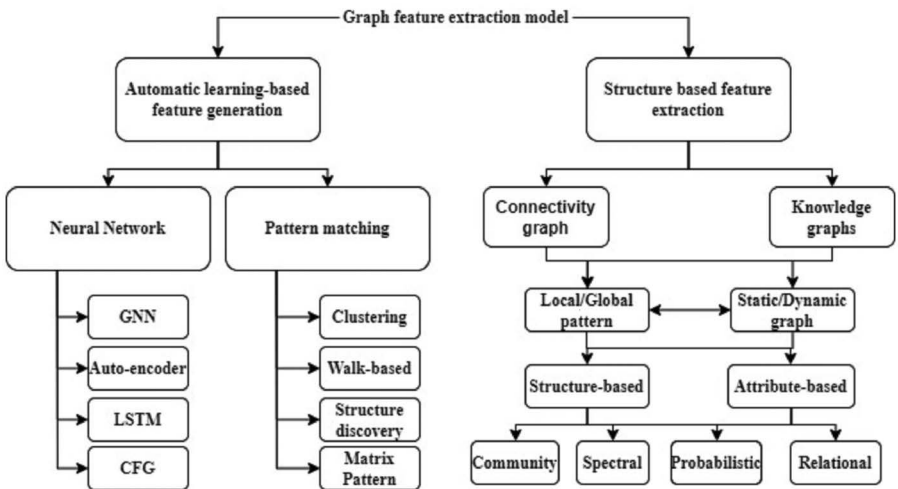 Graph feature extraction model
Automatic learning-based
feature generation
Structure based feature
extraction
Neural Network
Pattern matching
Connectivity
graph
Knowledge
graphs
GNN
Auto-encoder
LSTM
CFG
Clustering
Walk-based
Structure
discovery
Matrix
Pattern
Local/Global
pattern
Static/Dynamic
graph
Structure-based
Attribute-based
Community
Spectral
Probabilistic
Relational